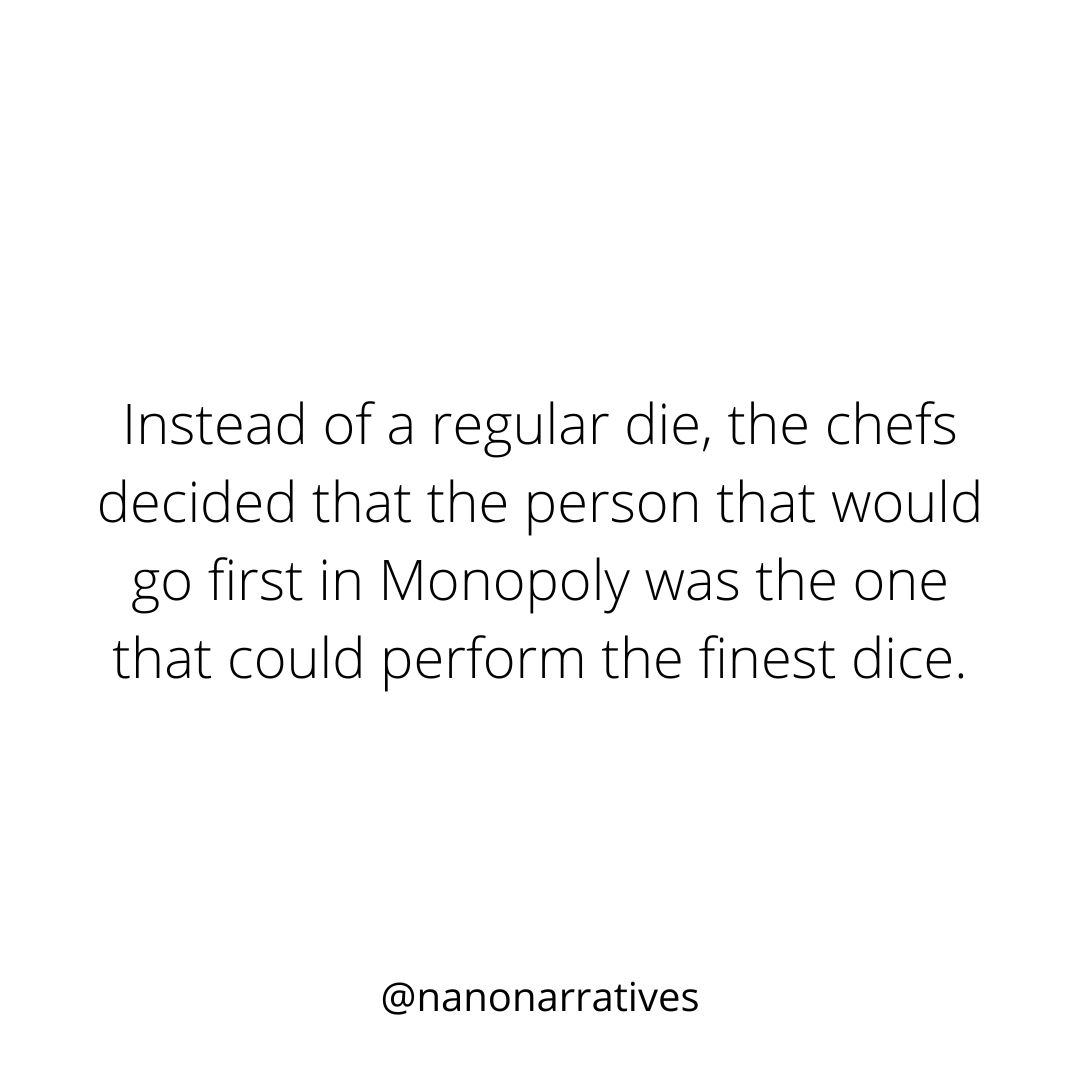 Instead of a regular die, the chefs
decided that the person that would
go first in Monopoly was the one
that could perform the finest dice.
@nanonarratives